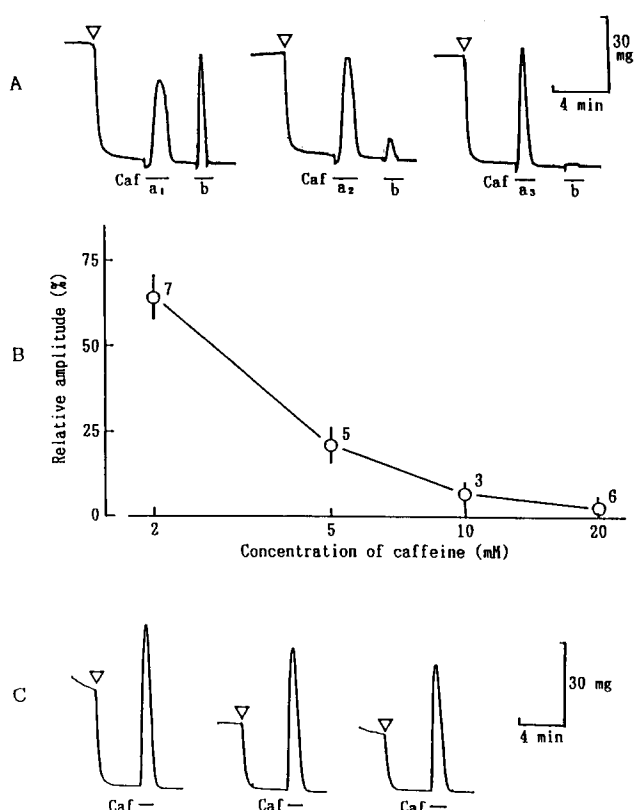 A
30
mg
4 min
Caf a₁ b
Caf a₂ b
Caf a₃ b
B
Relative amplitude (%)
75
50
25
0
7
5
3
6
2 5 10 20
Concentration of caffeine (mM)
C
30 mg
4 min
Caf Caf Caf